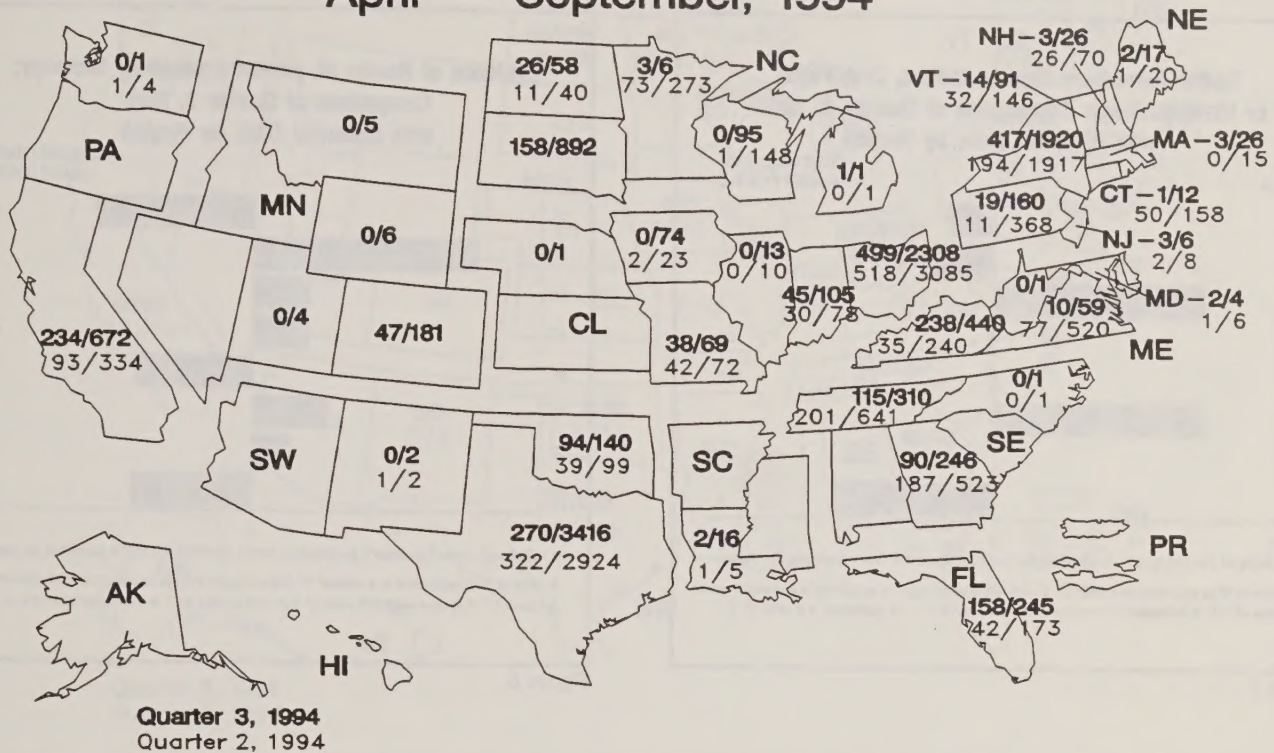 April September, 1994
NE
NH – 3/26
26/70
2/17
1/20
0/1
1/4
26/58
11/40
3/6
73/273
NC
VT – 14/91
32/146
0/5
0/95
1/148
417/1920
194/1917
MA – 3/26
0/15
PA
158/892
1/1
0/1
MN
19/160
11/368
CT – 1/12
50/158
0/6
0/1
0/74
2/23
0/13
0/10
499/2308
518/3085
NJ – 3/6
2/8
0/1
45/105
30/78
10/59
77/520
MD – 2/4
1/6
234/672
93/334
0/4
47/181
CL
38/69
42/72
238/440
35/240
ME
0/1
0/1
115/310
201/641
SW
0/2
1/2
94/140
39/99
SC
90/246
187/523
SE
270/3416
322/2924
2/16
1/5
PR
AK
FL
158/245
42/173
HI
Quarter 3, 1994
Quarter 2, 1994